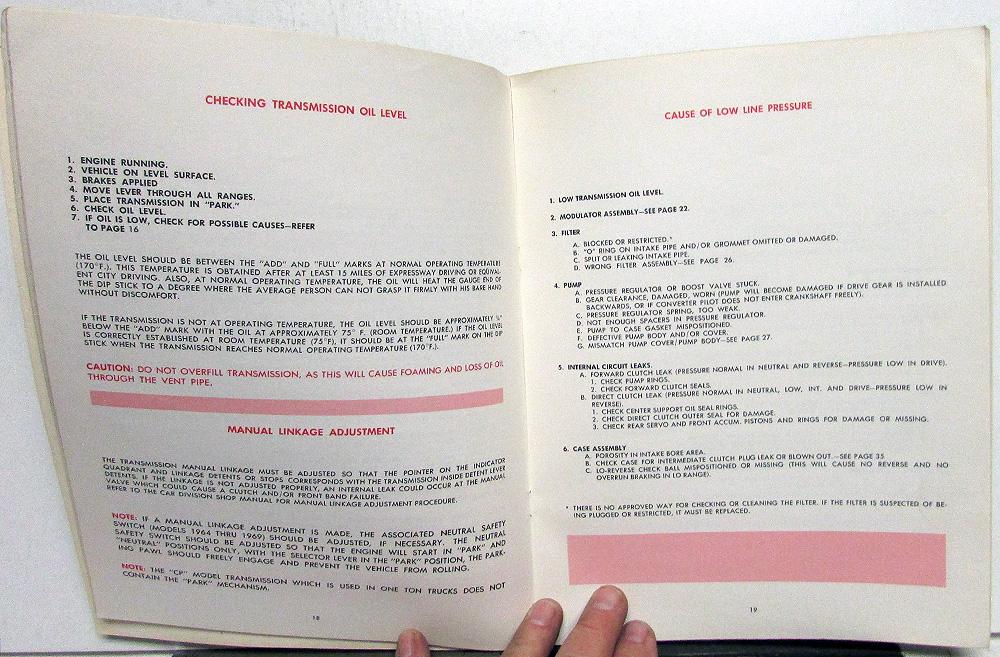 CHECKING TRANSMISSION OIL LEVEL
1. ENGINE RUNNING.
2. VEHICLE ON LEVEL SURFACE.
3. BRAKES APPLIED
4. MOVE LEVER THROUGH ALL RANGES.
5. PLACE TRANSMISSION IN "PARK."
6. CHECK OIL LEVEL.
7. IF OIL IS LOW, CHECK FOR POSSIBLE CAUSES—REFER
TO PAGE 16
THE OIL LEVEL SHOULD BE BETWEEN THE "ADD" AND "FULL" MARKS AT NORMAL OPERATING TEMPERATURE
(170°F.). THIS TEMPERATURE IS OBTAINED AFTER AT LEAST 15 MILES OF EXPRESSWAY DRIVING OR EQUIVAL-
ENT CITY DRIVING. ALSO, AT NORMAL OPERATING TEMPERATURE, THE OIL WILL HEAT THE GAUGE END OF
THE DIP STICK TO A DEGREE WHERE THE AVERAGE PERSON CAN NOT GRASP IT FIRMLY WITH HIS BARE HAND
WITHOUT DISCOMFORT.
IF THE TRANSMISSION IS NOT AT OPERATING TEMPERATURE, THE OIL LEVEL SHOULD BE APPROXIMATELY ¼"
BELOW THE "ADD" MARK WITH THE OIL AT APPROXIMATELY 75° F. (ROOM TEMPERATURE.) IF THE OIL LEVEL
IS CORRECTLY ESTABLISHED AT ROOM TEMPERATURE (75°F), IT SHOULD BE AT THE "FULL" MARK ON THE DIP
STICK WHEN THE TRANSMISSION REACHES NORMAL OPERATING TEMPERATURE (170°F.).
CAUTION: DO NOT OVERFILL TRANSMISSION, AS THIS WILL CAUSE FOAMING AND LOSS OF OIL
THROUGH THE VENT PIPE.
MANUAL LINKAGE ADJUSTMENT
THE TRANSMISSION MANUAL LINKAGE MUST BE ADJUSTED SO THAT THE POINTER ON THE INDICATOR
QUADRANT AND LINKAGE DETENTS OR STOPS CORRESPONDS WITH THE TRANSMISSION INSIDE DETENT LEVER
DETENTS. IF THE LINKAGE IS NOT ADJUSTED PROPERLY, AN INTERNAL LEAK COULD OCCUR AT THE MANUAL
VALVE WHICH COULD CAUSE A CLUTCH AND/OR FRONT BAND FAILURE.
REFER TO THE CAR DIVISION SHOP MANUAL FOR MANUAL LINKAGE ADJUSTMENT PROCEDURE.
NOTE: IF A MANUAL LINKAGE ADJUSTMENT IS MADE, THE ASSOCIATED NEUTRAL SAFETY
SWITCH (MODELS 1964 THRU 1969) SHOULD BE ADJUSTED, IF NECESSARY. THE NEUTRAL
SAFETY SWITCH SHOULD BE ADJUSTED SO THAT THE ENGINE WILL START IN "PARK" AND
"NEUTRAL" POSITIONS ONLY. WITH THE SELECTOR LEVER IN THE "PARK" POSITION, THE PARK-
ING PAWL SHOULD FREELY ENGAGE AND PREVENT THE VEHICLE FROM ROLLING.
NOTE: THE "CP" MODEL TRANSMISSION WHICH IS USED IN ONE TON TRUCKS DOES NOT
CONTAIN THE "PARK" MECHANISM.
18
CAUSE OF LOW LINE PRESSURE
1. LOW TRANSMISSION OIL LEVEL.
2. MODULATOR ASSEMBLY—SEE PAGE 22.
3. FILTER
A. BLOCKED OR RESTRICTED.*
B. "O" RING ON INTAKE PIPE AND/OR GROMMET OMITTED OR DAMAGED.
C. SPLIT OR LEAKING INTAKE PIPE.
D. WRONG FILTER ASSEMBLY—SEE PAGE 26.
4. PUMP
A. PRESSURE REGULATOR OR BOOST VALVE STUCK.
B. GEAR CLEARANCE, DAMAGED, WORN (PUMP WILL BECOME DAMAGED IF DRIVE GEAR IS INSTALLED
BACKWARDS, OR IF CONVERTER PILOT DOES NOT ENTER CRANKSHAFT FREELY).
C. PRESSURE REGULATOR SPRING, TOO WEAK.
D. NOT ENOUGH SPACERS IN PRESSURE REGULATOR.
E. PUMP TO CASE GASKET MISPOSITIONED.
F. DEFECTIVE PUMP BODY AND/OR COVER.
G. MISMATCH PUMP COVER/PUMP BODY—SEE PAGE 27.
5. INTERNAL CIRCUIT LEAKS.
A. FORWARD CLUTCH LEAK (PRESSURE NORMAL IN NEUTRAL AND REVERSE—PRESSURE LOW IN DRIVE).
1. CHECK PUMP RINGS.
2. CHECK FORWARD CLUTCH SEALS.
B. DIRECT CLUTCH LEAK (PRESSURE NORMAL IN NEUTRAL, LOW, INT. AND DRIVE—PRESSURE LOW IN
REVERSE).
1. CHECK CENTER SUPPORT OIL SEAL RINGS.
2. CHECK DIRECT CLUTCH OUTER SEAL FOR DAMAGE.
3. CHECK REAR SERVO AND FRONT ACCUM. PISTONS AND RINGS FOR DAMAGE OR MISSING.
6. CASE ASSEMBLY
A. POROSITY IN INTAKE BORE AREA.
B. CHECK CASE FOR INTERMEDIATE CLUTCH PLUG LEAK OR BLOWN OUT.—SEE PAGE 35
C. LO-REVERSE CHECK BALL MISPOSITIONED OR MISSING (THIS WILL CAUSE NO REVERSE AND NO
OVERRUN BRAKING IN LO RANGE).
* THERE IS NO APPROVED WAY FOR CHECKING OR CLEANING THE FILTER. IF THE FILTER IS SUSPECTED OF BE-
ING PLUGGED OR RESTRICTED, IT MUST BE REPLACED.
19